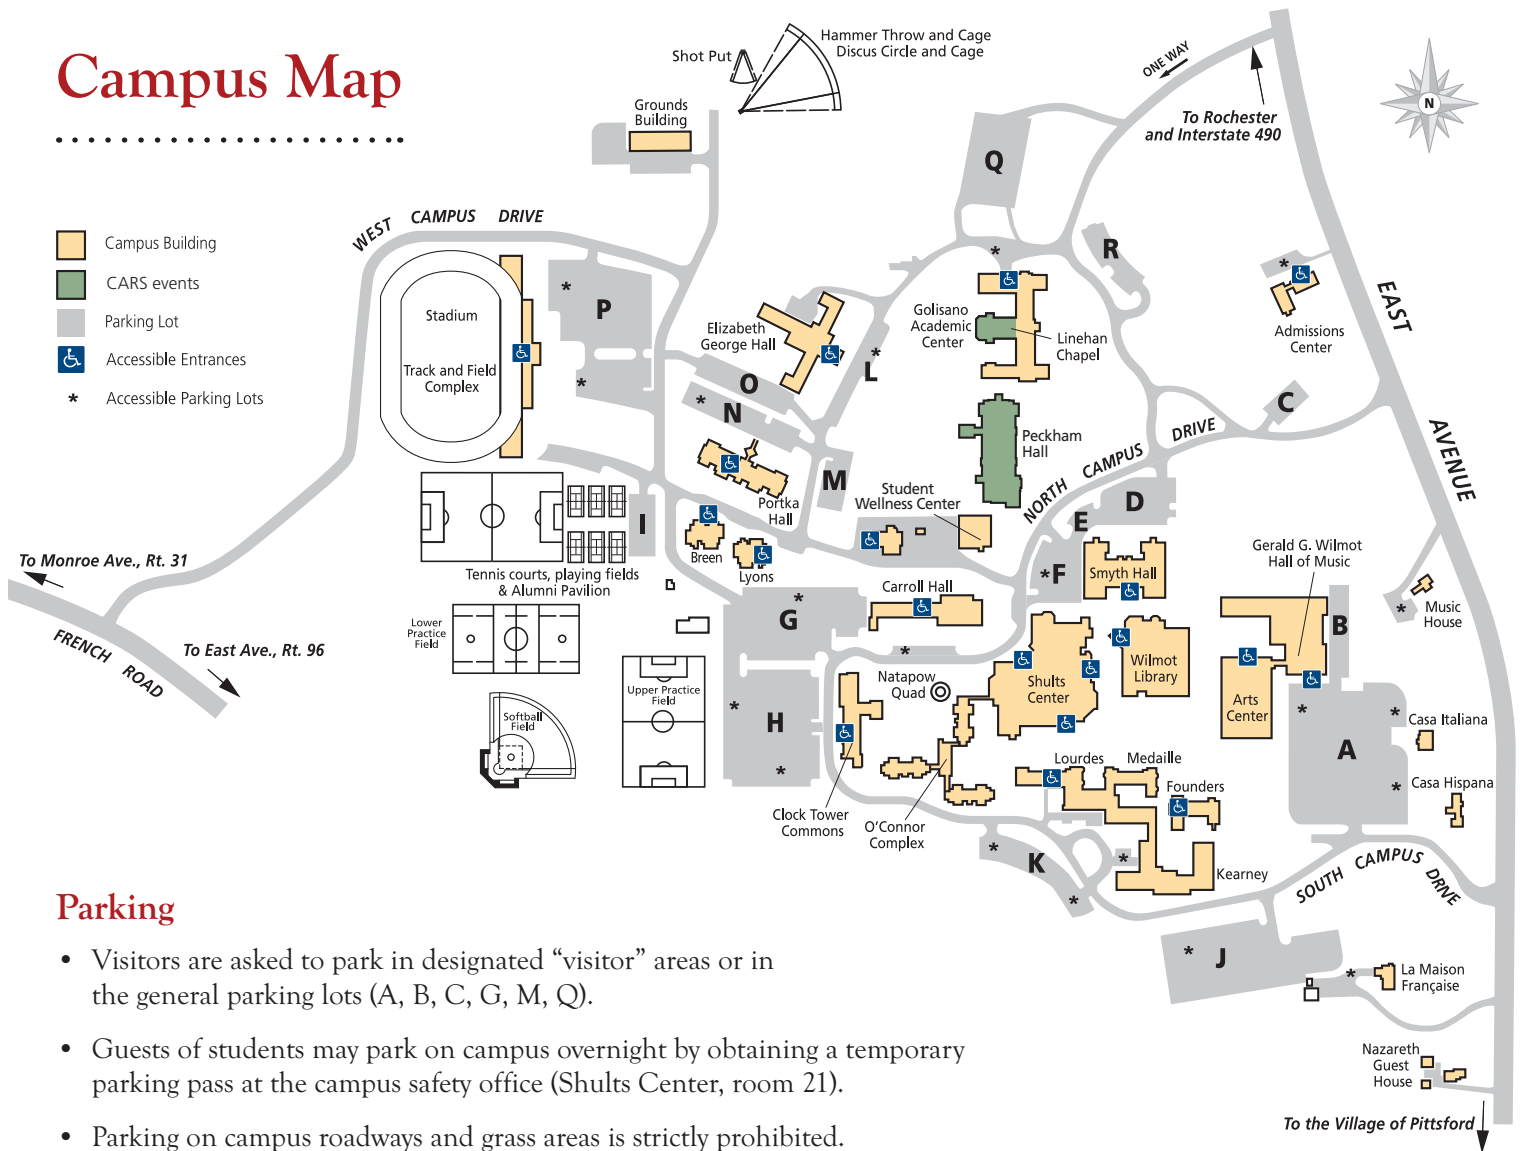 Campus Map
Shot Put
Hammer Throw and Cage
Discus Circle and Cage
ONE WAY
To Rochester
and Interstate 490
N
Grounds
Building
Q
WEST CAMPUS DRIVE
Campus Building
CARS events
Parking Lot
Accessible Entrances
* Accessible Parking Lots
R
*
*
*
P
Stadium
Track and Field
Complex
*
Elizabeth
George Hall
Golisano
Academic
Center
Linehan
Chapel
Admissions
Center
EAST
AVENUE
*
L
O
*
N
C
M
Portka
Hall
Peckham
Hall
NORTH CAMPUS DRIVE
Student
Wellness Center
D
E
I
Breen
Lyons
To Monroe Ave., Rt. 31
Tennis courts, playing fields
& Alumni Pavilion
*F
Smyth Hall
Gerald G. Wilmot
Hall of Music
FRENCH ROAD
To East Ave., Rt. 96
Lower
Practice
Field
*
G
Carroll Hall
B
*
Music
House
*
Upper Practice
Field
Softball
Field
Natapow
Quad
Shults
Center
Wilmot
Library
Arts
Center
*
H
*
*
*
A
*
Casa Italiana
Casa Hispana
Clock Tower
Commons
O'Connor
Complex
Lourdes
Medaille
Founders
*
K
*
*
Kearney
SOUTH CAMPUS DRIVE
*
J
*
La Maison
Française
Nazareth
Guest
House
To the Village of Pittsford
Parking
• Visitors are asked to park in designated “visitor” areas or in
the general parking lots (A, B, C, G, M, Q).
• Guests of students may park on campus overnight by obtaining a temporary
parking pass at the campus safety office (Shults Center, room 21).
• Parking on campus roadways and grass areas is strictly prohibited.